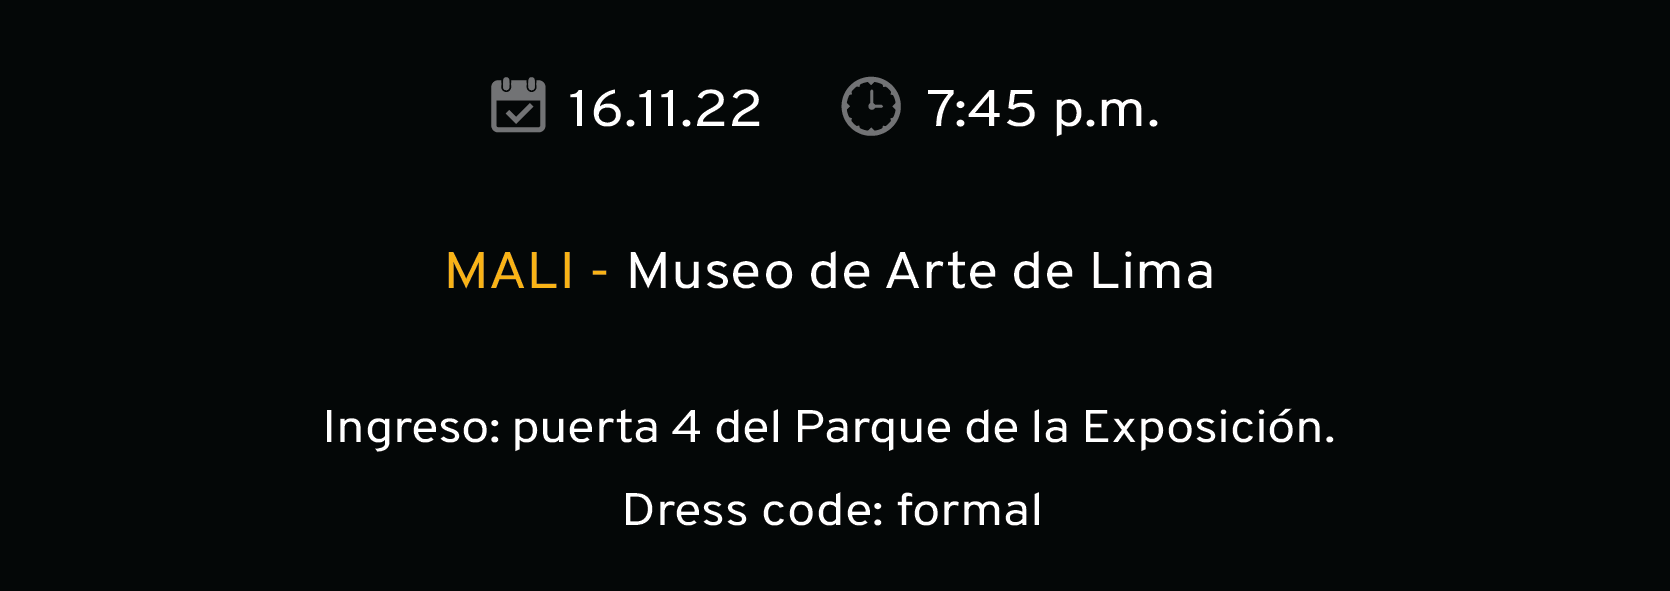 16.11.22 7:45 p.m.
MALI - Museo de Arte de Lima
Ingreso: puerta 4 del Parque de la Exposición.
Dress code: formal